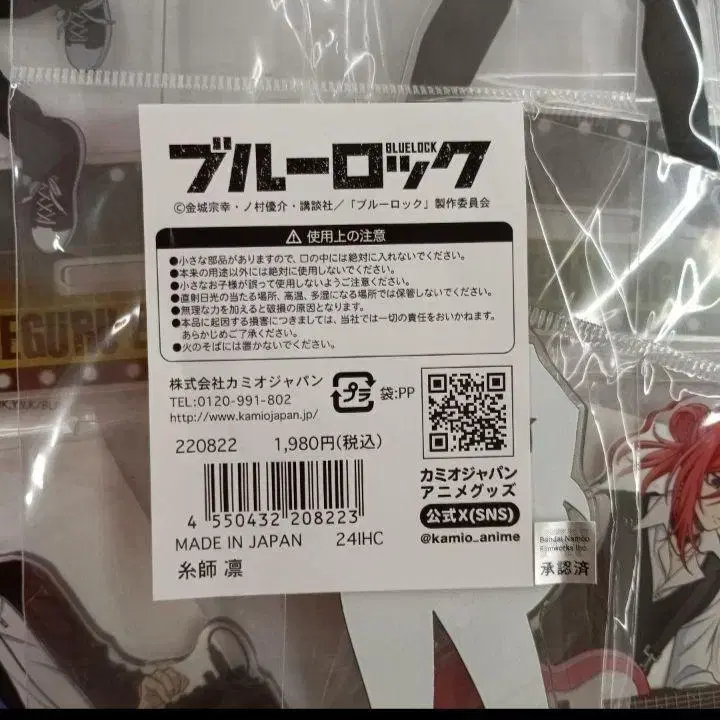 ブルーロック
BLUELOCK
©金城宗幸・ノ村優介・講談社／「ブルーロック」製作委員会
⚠ 使用上の注意
●小さな部品がありますので、口の中には絶対に入れないでください。
●本来の用途以外には絶対に使用しないでください。
●小さなお子様が誤って使用しないようご注意ください。
●直射日光の当たる場所、高温、多湿になる場所では保管しないでください。
●無理な力を加えると破損の原因となります。
●本品に起因する損害につきましては、当社では一切の責任をおいかねます。
あらかじめご了承ください。
●火のそばには置かないでください。
株式会社カミオジャパン
TEL:0120-991-802
http://www.kamiojapan.jp/
プラ 袋:PP
220822 1,980円(税込)
4 550432 208223
MADE IN JAPAN 24IHC
糸師 凛
カミオジャパン
アニメグッズ
公式X(SNS)
@kamio_anime
Bandai Namco
Filmworks Inc.
承認済
EGURU